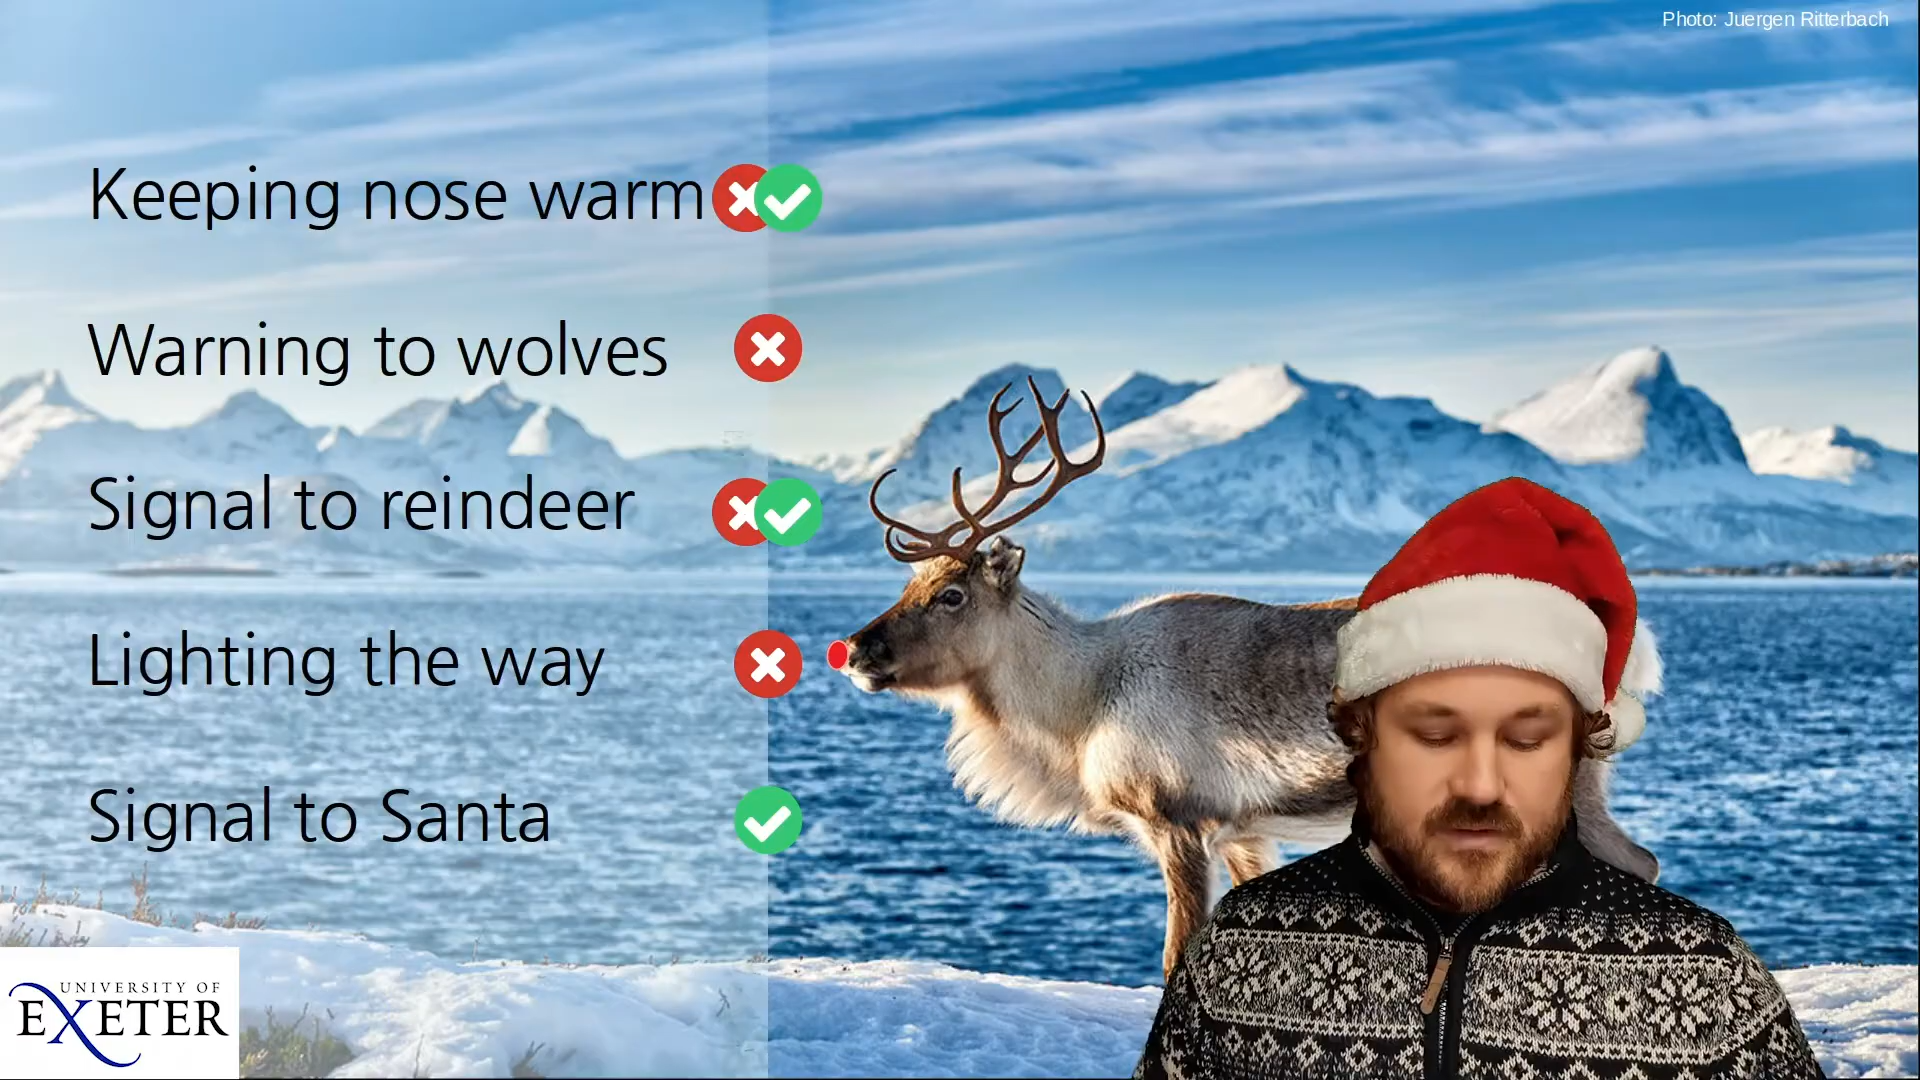 Photo: Juergen Ritterbach
Keeping nose warm
Warning to wolves
Signal to reindeer
Lighting the way
Signal to Santa
UNIVERSITY OF
EXETER